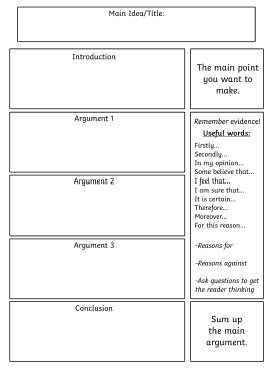 Main Idea/Title:
Introduction
The main point
you want to
make.
Argument 1
Argument 2
Argument 3
Remember evidence!
Useful words:
Firstly...
Secondly...
In my opinion...
Some believe that...
I feel that...
I am sure that...
It is certain...
Therefore...
Moreover...
For this reason...
-Reasons for
-Reasons against
-Ask questions to get
the reader thinking
Conclusion
Sum up
the main
argument.